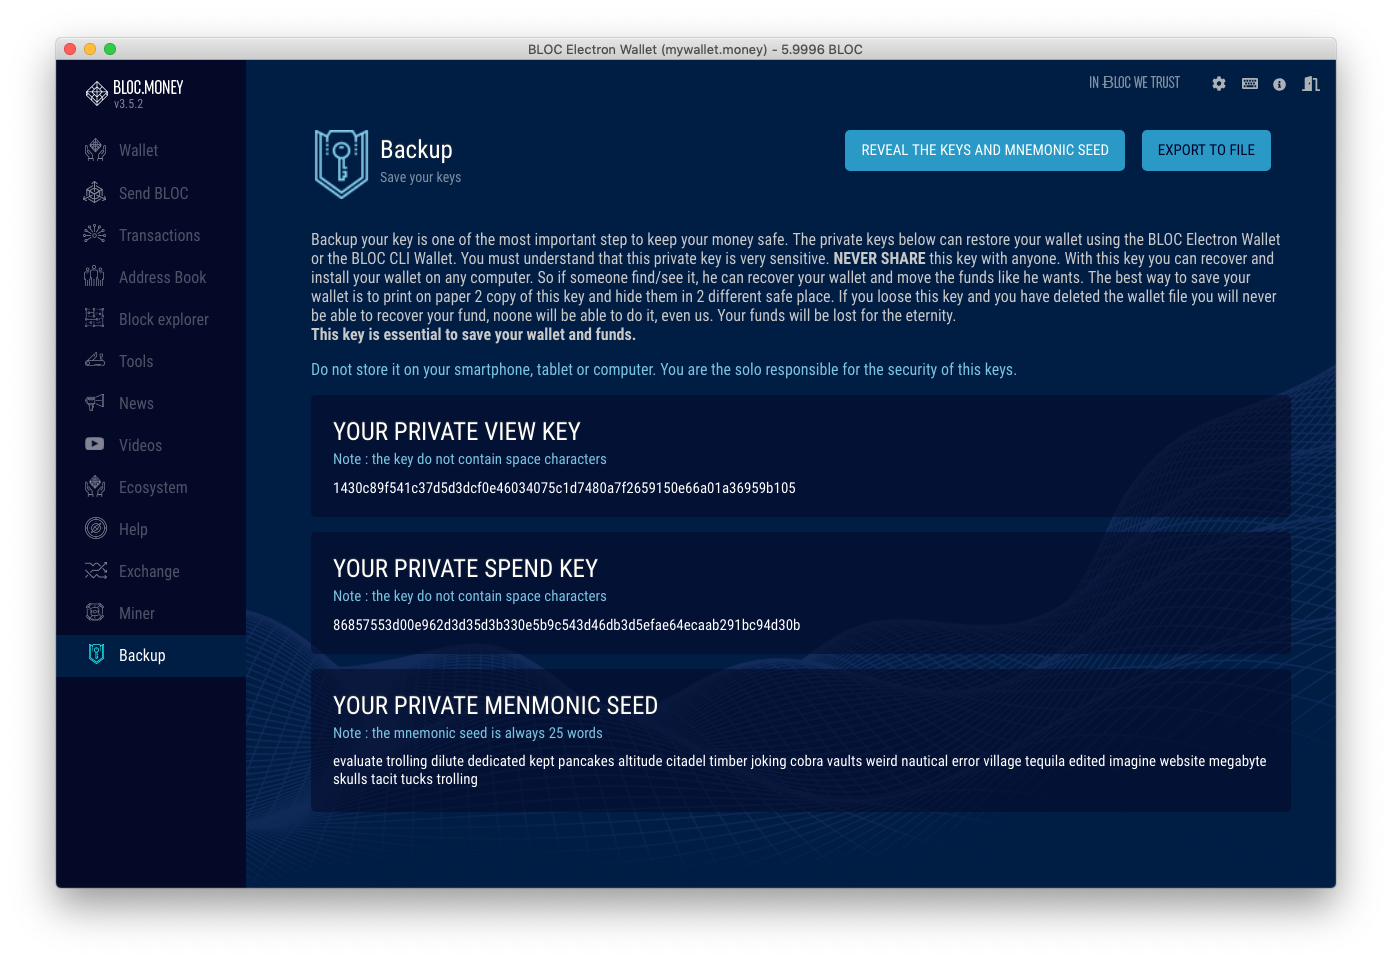 BLOC Electron Wallet (mywallet.money) - 5.9996 BLOC
BLOC.MONEY
v3.5.2
IN BLOC WE TRUST
Wallet
Send BLOC
Transactions
Address Book
Block explorer
Tools
News
Videos
Ecosystem
Help
Exchange
Miner
Backup
Backup
Save your keys
REVEAL THE KEYS AND MNEMONIC SEED
EXPORT TO FILE
Backup your key is one of the most important step to keep your money safe. The private keys below can restore your wallet using the BLOC Electron Wallet
or the BLOC CLI Wallet. You must understand that this private key is very sensitive. NEVER SHARE this key with anyone. With this key you can recover and
install your wallet on any computer. So if someone find/see it, he can recover your wallet and move the funds like he wants. The best way to save your
wallet is to print on paper 2 copy of this key and hide them in 2 different safe place. If you loose this key and you have deleted the wallet file you will never
be able to recover your fund, noone will be able to do it, even us. Your funds will be lost for the eternity.
This key is essential to save your wallet and funds.
Do not store it on your smartphone, tablet or computer. You are the solo responsible for the security of this keys.
YOUR PRIVATE VIEW KEY
Note : the key do not contain space characters
1430c89f541c37d5d3dcf0e46034075c1d7480a7f2659150e66a01a36959b105
YOUR PRIVATE SPEND KEY
Note : the key do not contain space characters
86857553d00e962d3d35d3b330e5b9c543d46db3d5efae64ecaab291bc94d30b
YOUR PRIVATE MENMONIC SEED
Note : the mnemonic seed is always 25 words
evaluate trolling dilute dedicated kept pancakes altitude citadel timber joking cobra vaults weird nautical error village tequila edited imagine website megabyte
skulls tacit tucks trolling